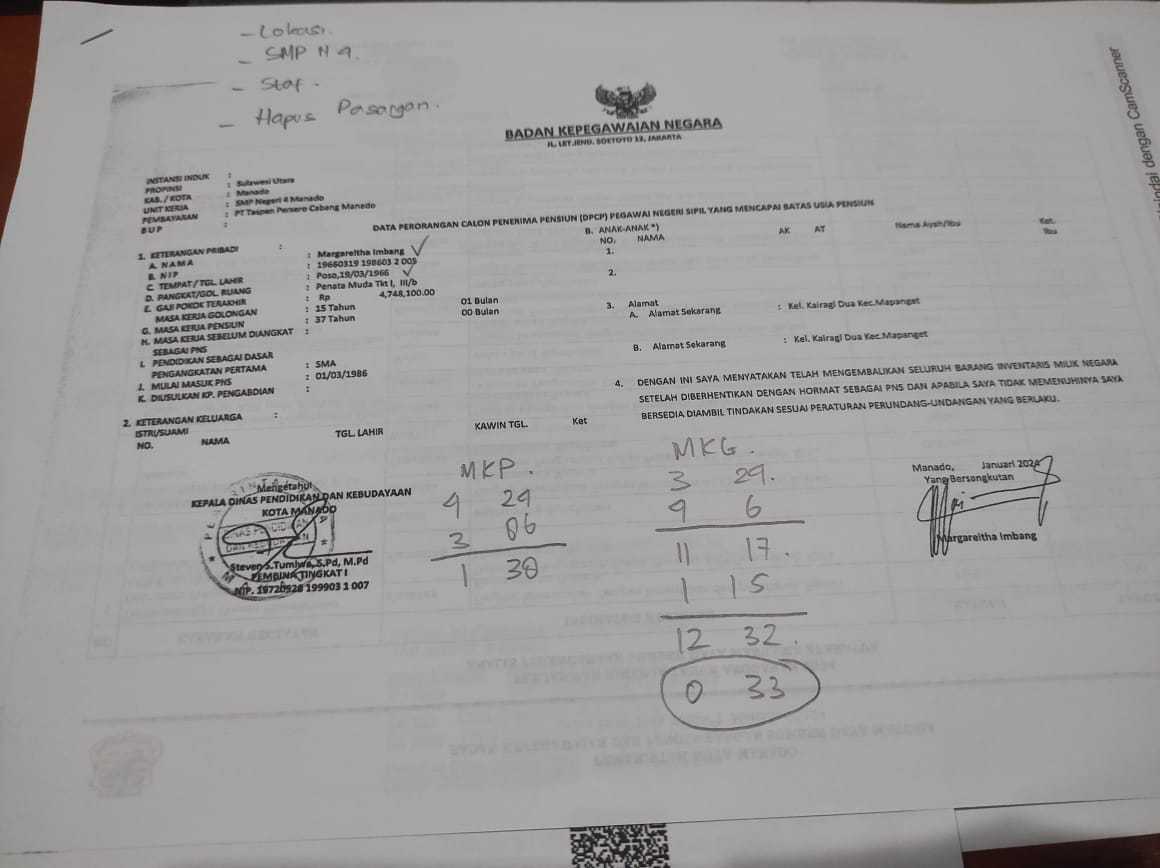 - Lokasi.
- SMP N 4.
- Staf.
- Hapus Pasangan.
BADAN KEPEGAWAIAN NEGARA
JL. LET.JEND. SOETOYO 12, JAKARTA
INSTANSI INDUK :
PROPINSI : Sulawesi Utara
KAB. / KOTA : Manado
UNIT KERJA : SMP Negeri 4 Manado
PEMBAYARAN : PT Taspen Persero Cabang Manado
B U P :
DATA PERORANGAN CALON PENERIMA PENSIUN (DPCP) PEGAWAI NEGERI SIPIL YANG MENCAPAI BATAS USIA PENSIUN
1. KETERANGAN PRIBADI :
A. N A M A : Margareitha Imbang
B. N I P : 19660319 198603 2 005
C. TEMPAT / TGL. LAHIR : Poso,19/03/1966
D. PANGKAT/GOL. RUANG : Penata Muda Tkt I, III/b
E. GAJI POKOK TERAKHIR : Rp 4,748,100.00
MASA KERJA GOLONGAN : 15 Tahun 01 Bulan
G. MASA KERJA PENSIUN : 37 Tahun 00 Bulan
H. MASA KERJA SEBELUM DIANGKAT :
SEBAGAI PNS
I. PENDIDIKAN SEBAGAI DASAR
PENGANGKATAN PERTAMA : SMA
J. MULAI MASUK PNS : 01/03/1986
K. DIUSULKAN KP. PENGABDIAN :
2. KETERANGAN KELUARGA :
ISTRI/SUAMI
NO. NAMA TGL. LAHIR KAWIN TGL. Ket
B. ANAK-ANAK *)
NO. NAMA AK AT Nama Ayah/Ibu Ket.
Ibu
1.
2.
3. Alamat
A. Alamat Sekarang : Kel. Kairagi Dua Kec.Mapanget
B. Alamat Sekarang : Kel. Kairagi Dua Kec.Mapanget
4. DENGAN INI SAYA MENYATAKAN TELAH MENGEMBALIKAN SELURUH BARANG INVENTARIS MILIK NEGARA
SETELAH DIBERHENTIKAN DENGAN HORMAT SEBAGAI PNS DAN APABILA SAYA TIDAK MEMENUHINYA SAYA
BERSEDIA DIAMBIL TINDAKAN SESUAI PERATURAN PERUNDANG-UNDANGAN YANG BERLAKU.
Mengetahui
KEPALA DINAS PENDIDIKAN DAN KEBUDAYAAN
KOTA MANADO
DINAS PENDIDIKAN
DAN KEBUDAYAAN
Steven S.Tumiwa, S.Pd, M.Pd
PEMBINA TINGKAT I
NIP. 19720928 199903 1 007
MKP.
4 24
3 06
1 30
MKG.
3 29.
9 6
11 17.
1 15
12 32.
0 33
Manado, Januari 2024
Yang Bersangkutan
Margareitha Imbang
dengan CamScanner